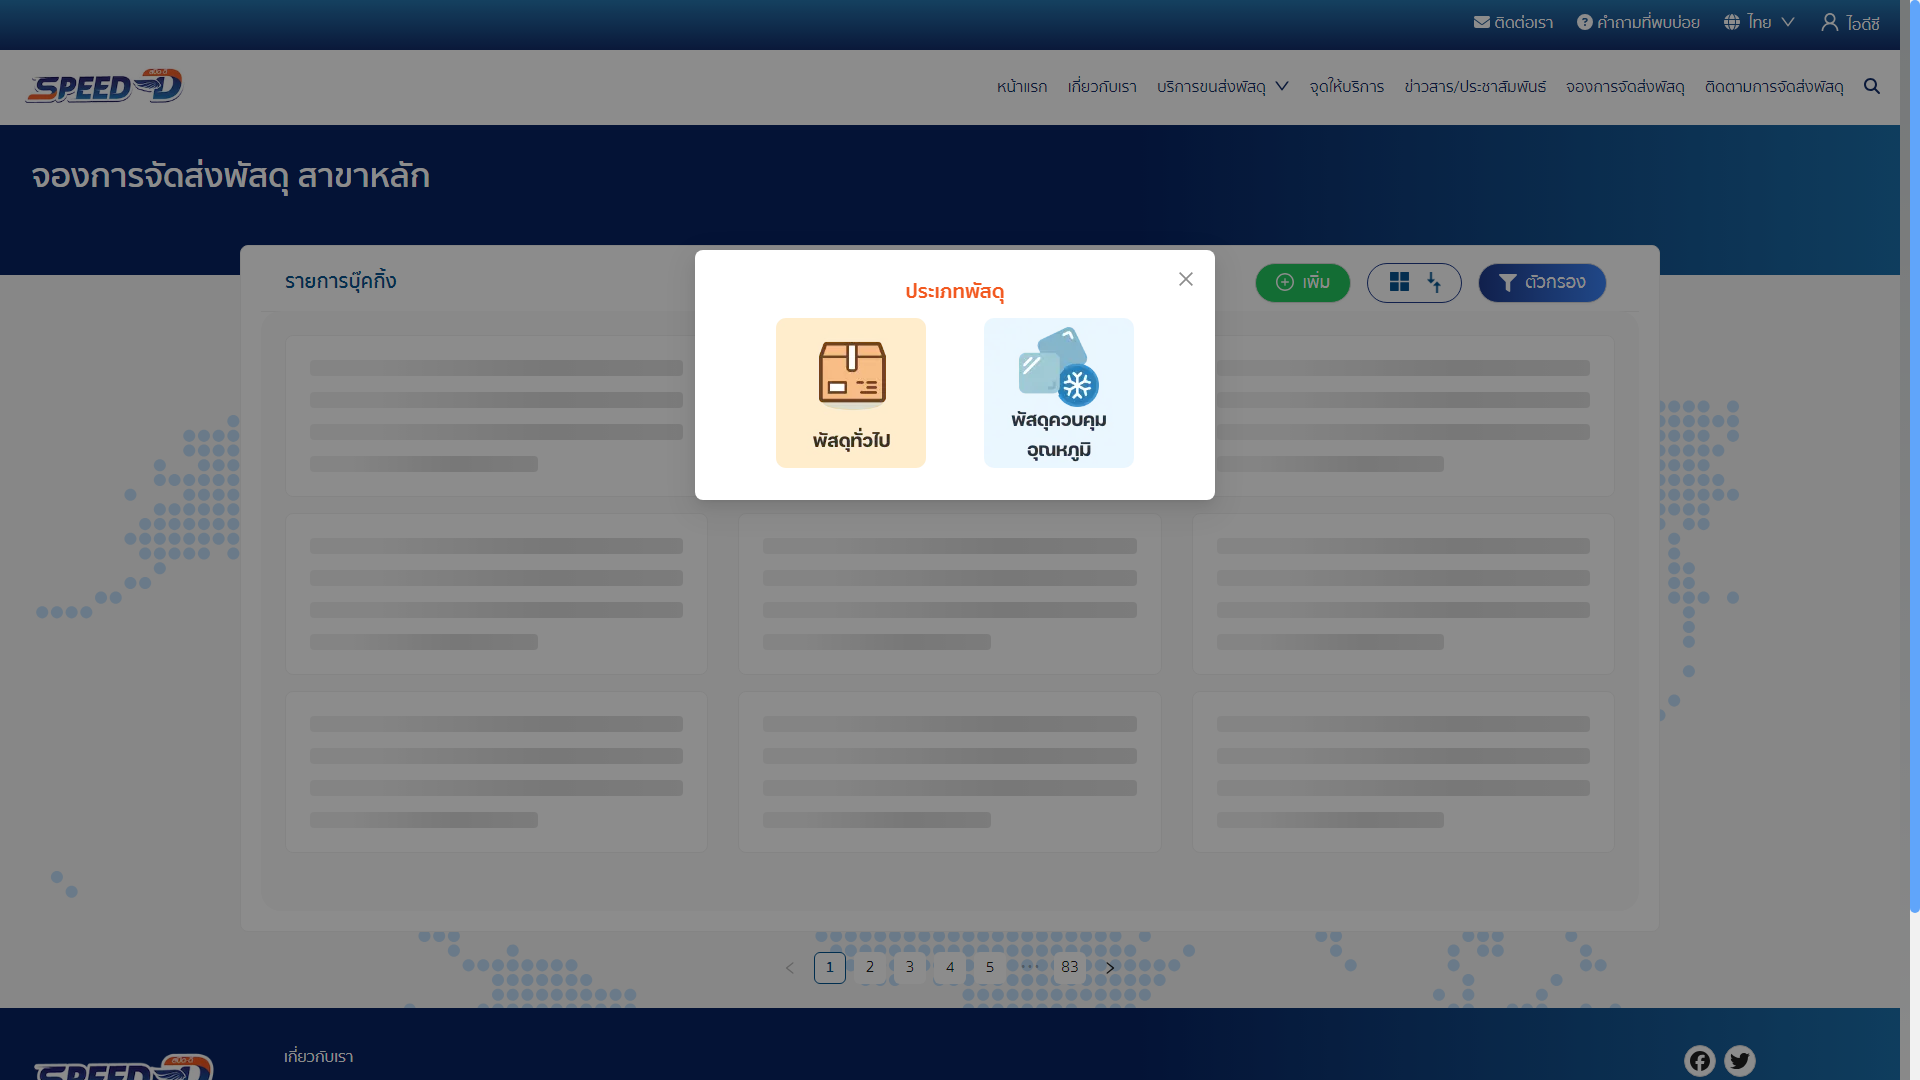 ติดต่อเรา
คำถามที่พบบ่อย
ไทย
ไอดีซี
SPEED-D
สปีด-ดี
หน้าแรก
เกี่ยวกับเรา
บริการขนส่งพัสดุ
จุดให้บริการ
ข่าวสาร/ประชาสัมพันธ์
จองการจัดส่งพัสดุ
ติดตามการจัดส่งพัสดุ
จองการจัดส่งพัสดุ สาขาหลัก
รายการบุ๊คกิ้ง
เพิ่ม
ตัวกรอง
ประเภทพัสดุ
พัสดุทั่วไป
พัสดุควบคุม
อุณหภูมิ
1 2 3 4 5 ••• 83
SPEED-D
สปีด-ดี
เกี่ยวกับเรา